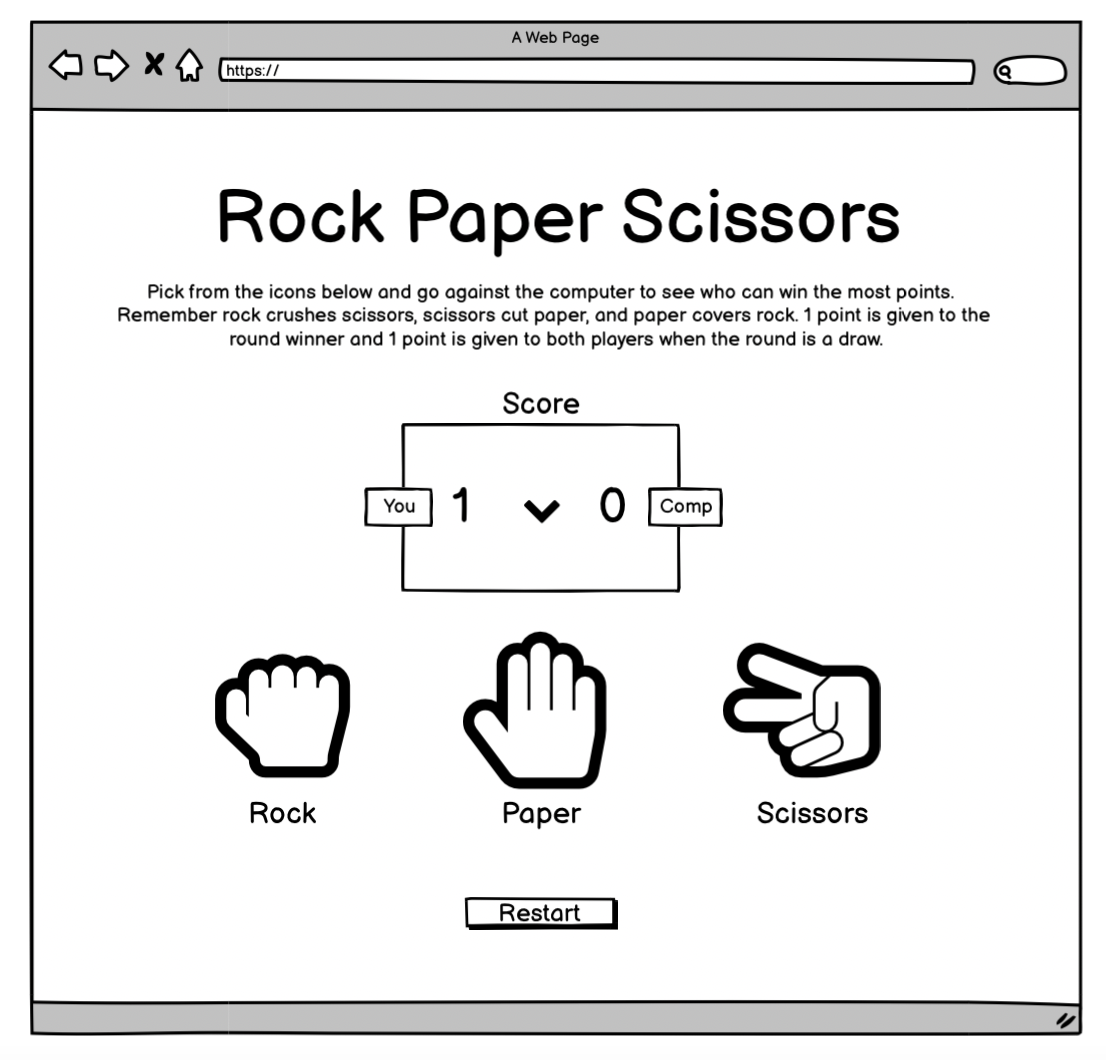 A Web Page
https://
Rock Paper Scissors
Pick from the icons below and go against the computer to see who can win the most points.
Remember rock crushes scissors, scissors cut paper, and paper covers rock. 1 point is given to the
round winner and 1 point is given to both players when the round is a draw.
Score
You 1 0 Comp
Rock Paper Scissors
Restart